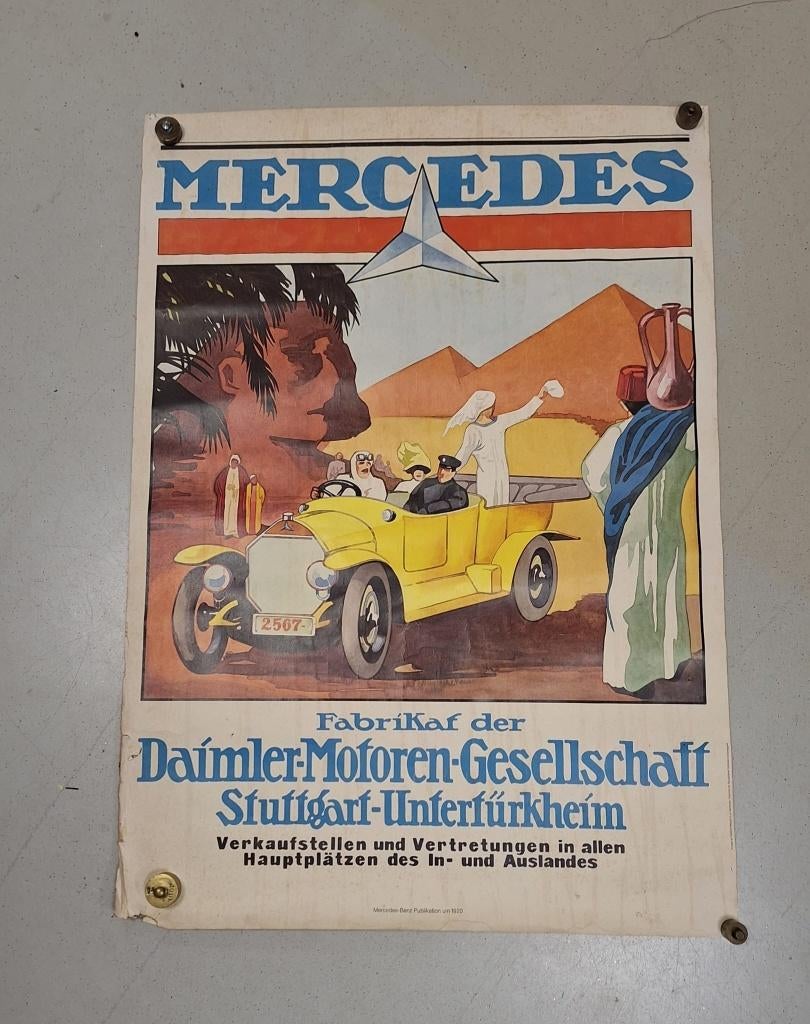 MERCEDES
2567-
Fabrikat der
Daimler-Motoren-Gesellschaft
Stuttgart-Untertürkheim
Verkaufstellen und Vertretungen in allen
Hauptplätzen des In- und Auslandes
Mercedes-Benz Publikation um 1920